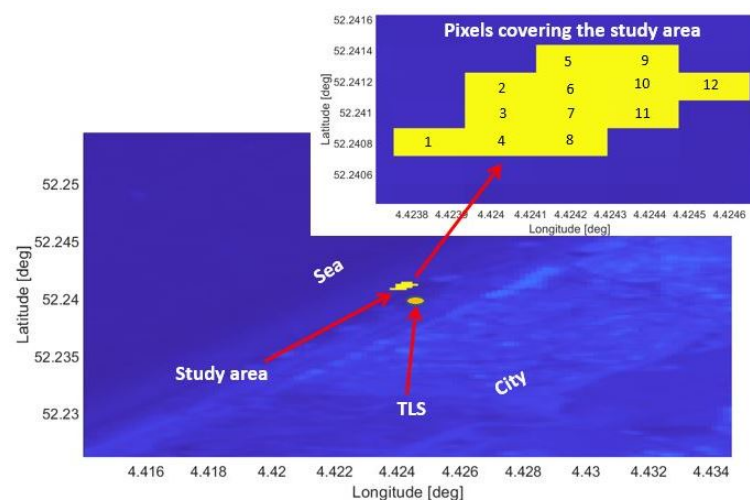 Pixels covering the study area
52.2416
52.2414
52.2412
52.241
52.2408
52.2406
Latitude [deg]
5 9
2 6 10 12
3 7 11
1 4 8
4.4238 4.4239 4.424 4.4241 4.4242 4.4243 4.4244 4.4245 4.4246
Longitude [deg]
52.25
52.245
52.24
52.235
52.23
Latitude [deg]
Sea
Study area
TLS
City
4.416 4.418 4.42 4.422 4.424 4.426 4.428 4.43 4.432 4.434
Longitude [deg]